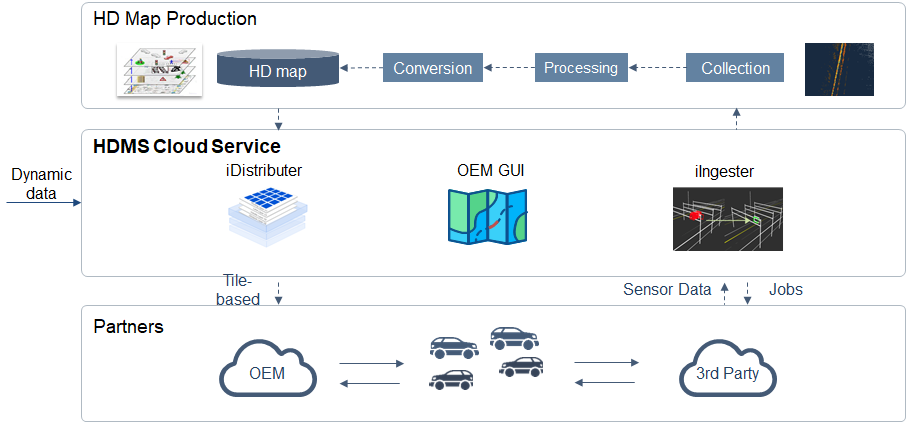 HD Map Production
HD map
Conversion
Processing
Collection
HDMS Cloud Service
iDistributer
OEM GUI
iIngester
Dynamic
data
Tile-
based
Sensor Data
Jobs
Partners
OEM
3rd Party